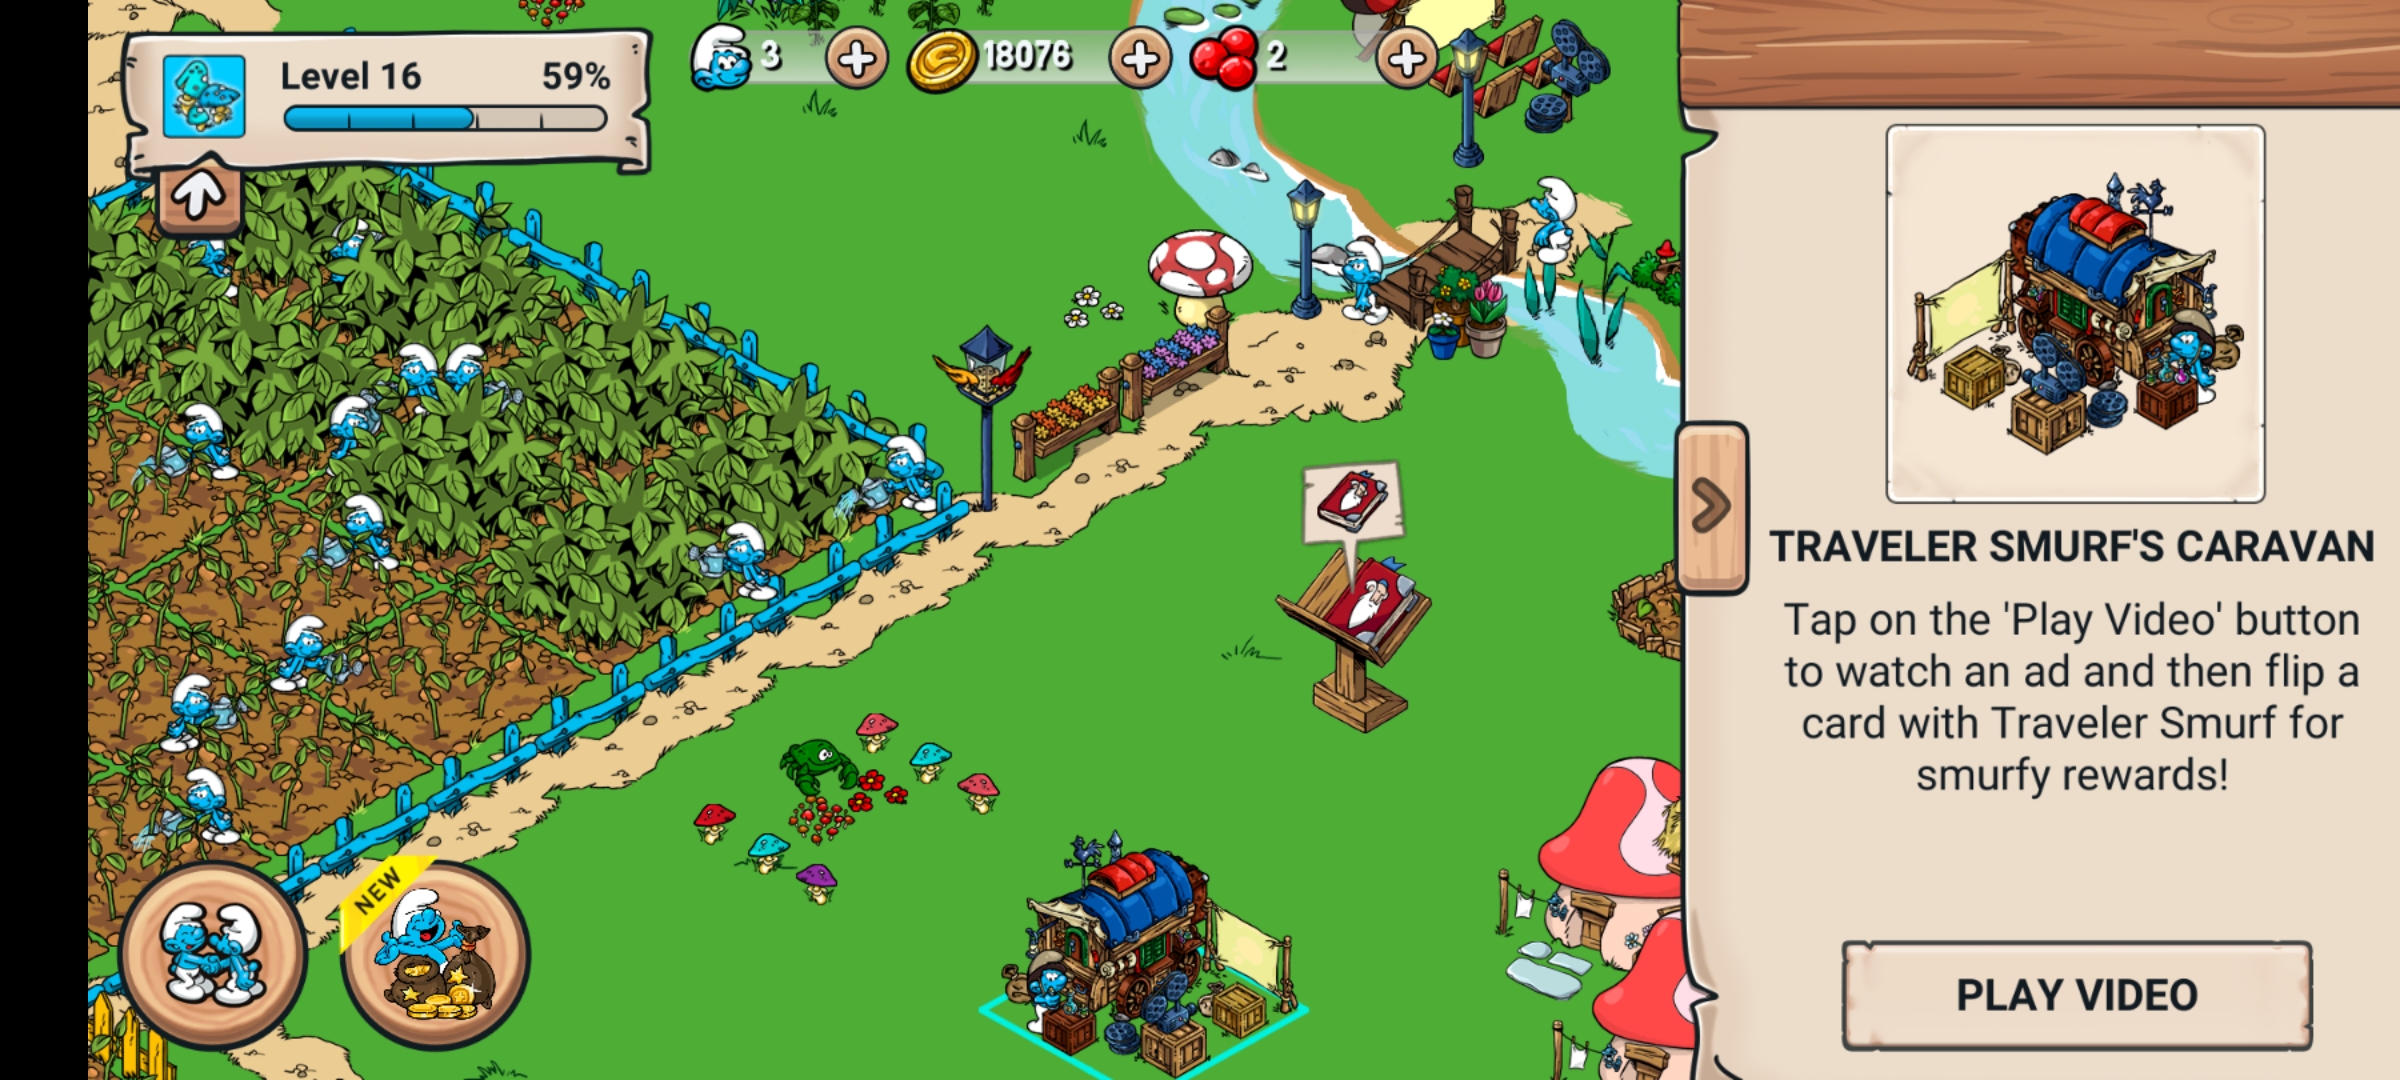 Level 16 59%
3 18076 2
TRAVELER SMURF'S CARAVAN
Tap on the 'Play Video' button
to watch an ad and then flip a
card with Traveler Smurf for
smurfy rewards!
NEW
PLAY VIDEO